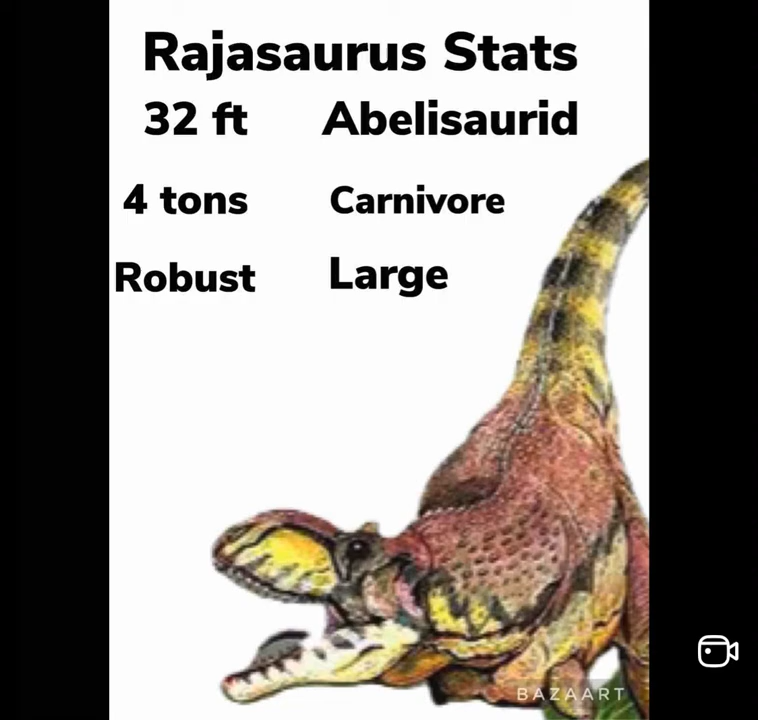 Rajasaurus Stats
32 ft Abelisaurid
4 tons Carnivore
Robust Large
BAZAART